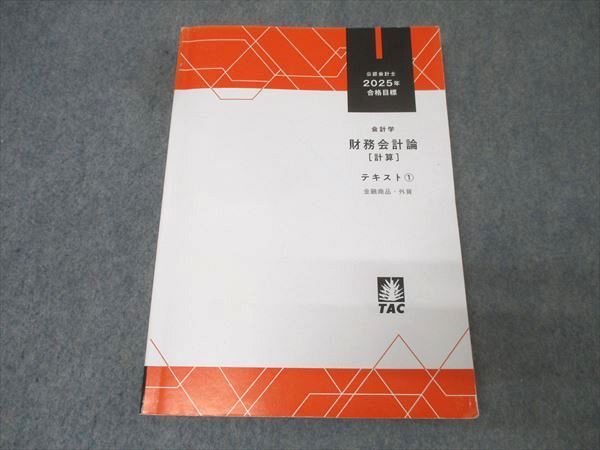 公認会計士
2025年
合格目標
会計学
財務会計論
[計算]
テキスト①
金融商品・外貨
TAC